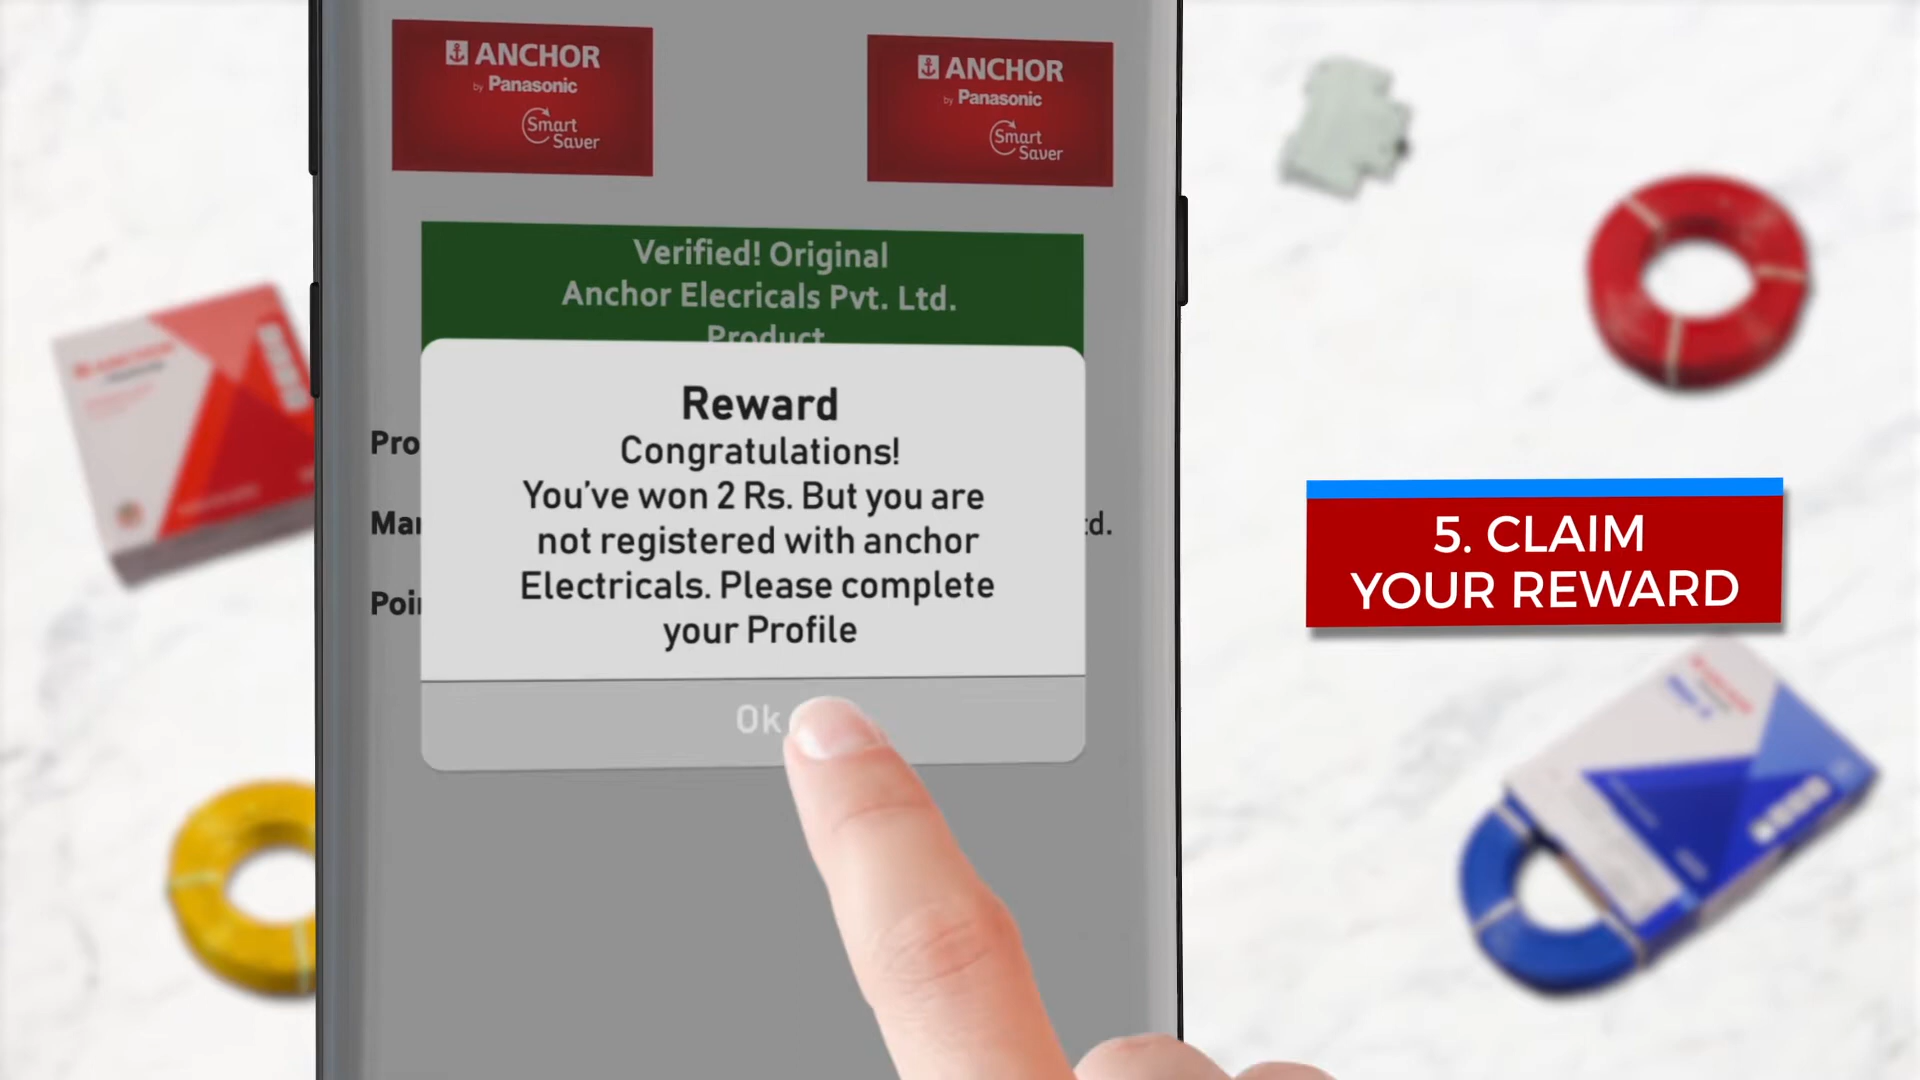 ANCHOR
by Panasonic
Smart
Saver
ANCHOR
by Panasonic
Smart
Saver
Verified! Original
Anchor Elecricals Pvt. Ltd.
Product
Reward
Congratulations!
You've won 2 Rs. But you are
not registered with anchor
Electricals. Please complete
your Profile
Ok
5. CLAIM
YOUR REWARD
ANCHOR